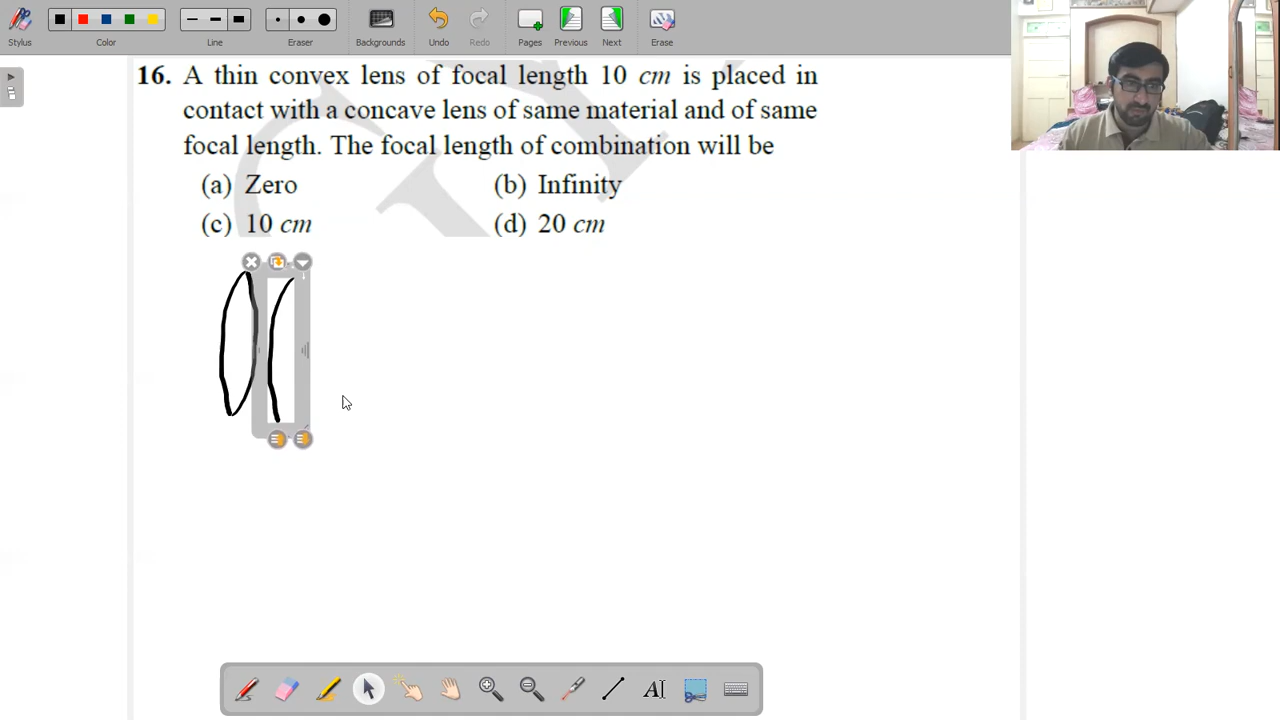 Stylus
Color
Line
Eraser
Backgrounds
Undo
Redo
Pages
Previous
Next
Erase
16. A thin convex lens of focal length 10 cm is placed in
contact with a concave lens of same material and of same
focal length. The focal length of combination will be
(a) Zero (b) Infinity
(c) 10 cm (d) 20 cm